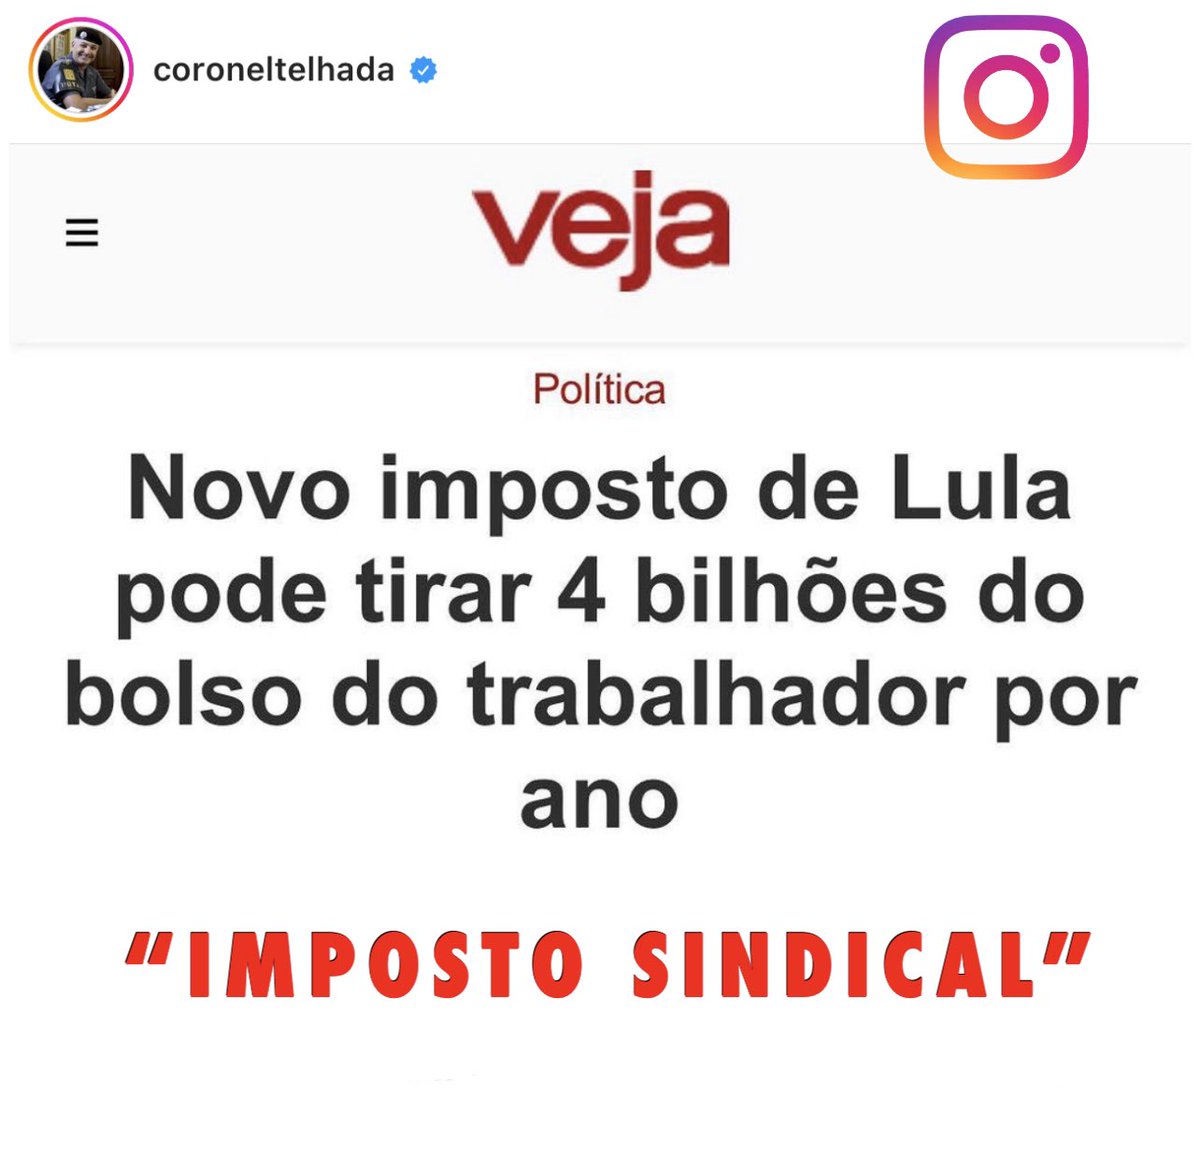 coroneltelhada
veja
Política
Novo imposto de Lula
pode tirar 4 bilhões do
bolso do trabalhador por
ano
“IMPOSTO SINDICAL”